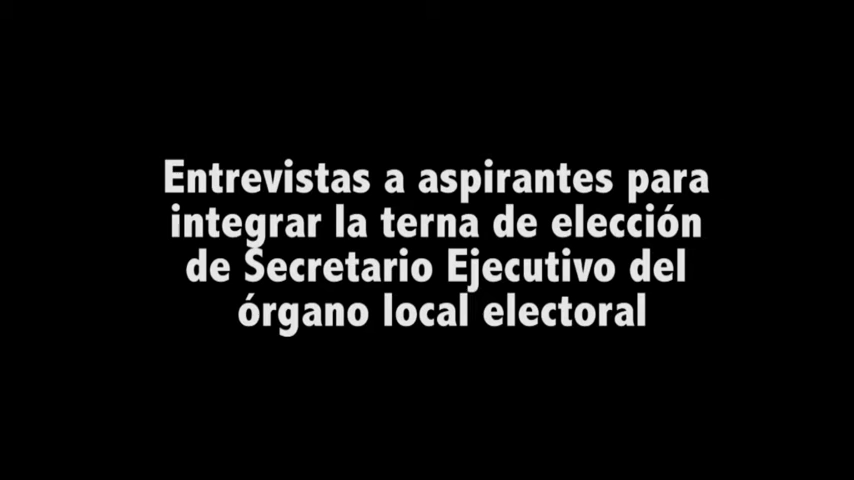 Entrevistas a aspirantes para
integrar la terna de elección
de Secretario Ejecutivo del
órgano local electoral